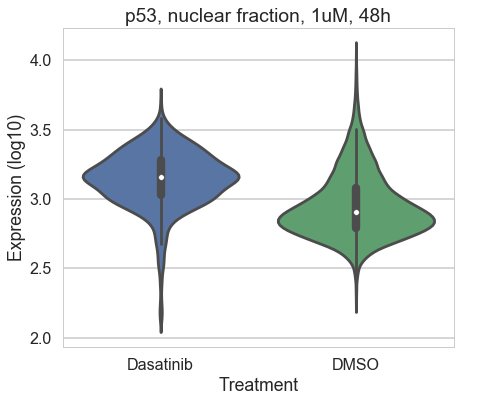 p53, nuclear fraction, 1uM, 48h
Expression (log10)
4.0
3.5
3.0
2.5
2.0
Dasatinib DMSO
Treatment